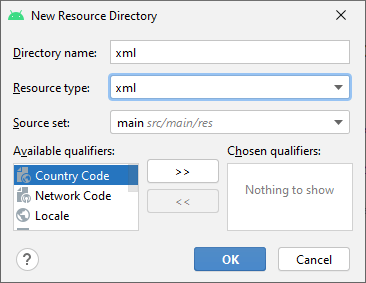 New Resource Directory
Directory name: xml
Resource type: xml
Source set: main src/main/res
Available qualifiers: Chosen qualifiers:
Country Code
Network Code
Locale
>>
<<
Nothing to show
? OK Cancel